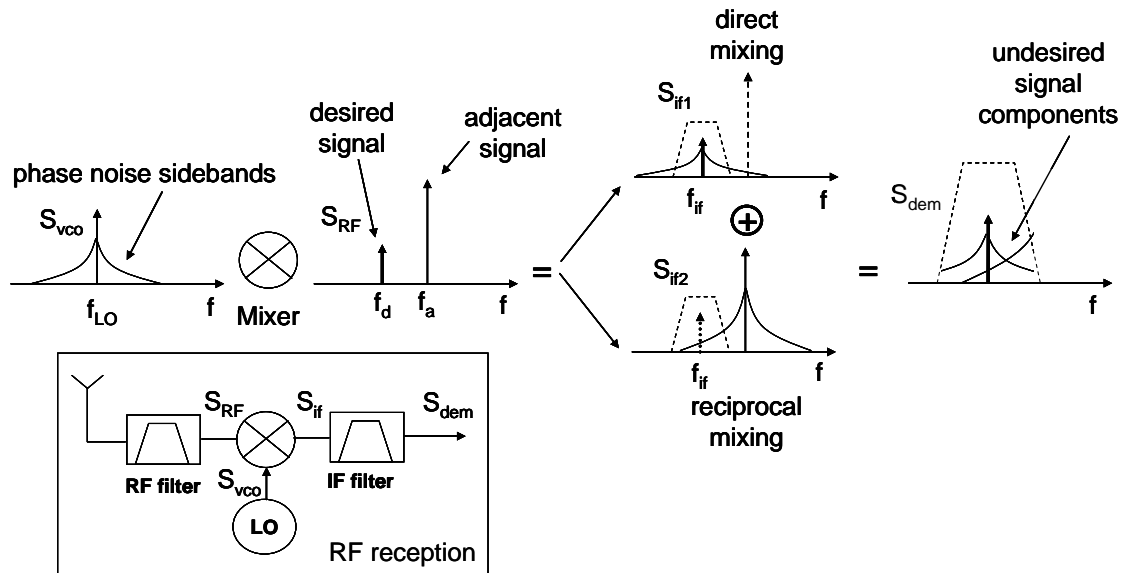 direct
mixing
undesired
signal
components
S_if1
desired
signal
adjacent
signal
phase noise sidebands
S_vco
S_RF
f_if
f
S_dem
f_LO
f
Mixer
f_d
f_a
f
=
+
S_if2
=
f
f_if
f
reciprocal
mixing
S_RF
S_if
S_dem
RF filter
S_vco
IF filter
LO
RF reception